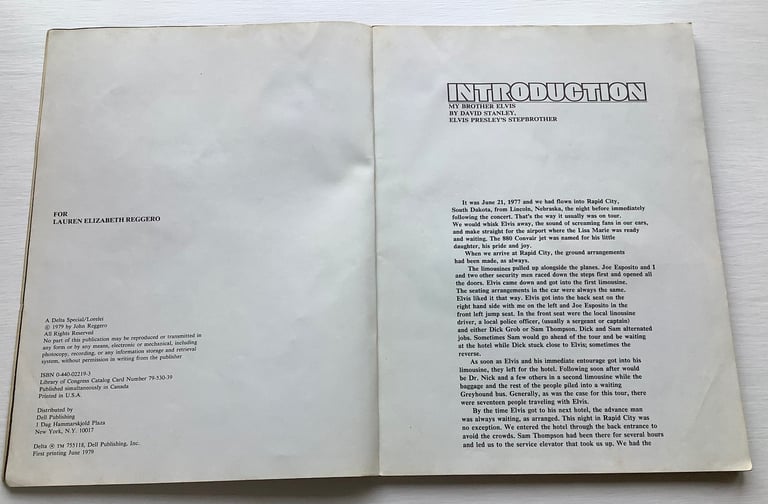 FOR
LAUREN ELIZABETH REGGERO
A Delta Special/Lorelei
© 1979 by John Reggero
All Rights Reserved
No part of this publication may be reproduced or transmitted in
any form or by any means, electronic or mechanical, including
photocopy, recording, or any information storage and retrieval
system, without permission in writing from the publisher
ISBN 0-440-02219-3
Library of Congress Catalog Card Number 79-530-39
Published simultaneously in Canada
Printed in U.S.A.
Distributed by
Dell Publishing
1 Dag Hammarskjold Plaza
New York, N.Y. 10017
Delta ® TM 755118, Dell Publishing, Inc.
First printing June 1979
INTRODUCTION
MY BROTHER ELVIS
BY DAVID STANLEY,
ELVIS PRESLEY'S STEPBROTHER
It was June 21, 1977 and we had flown into Rapid City,
South Dakota, from Lincoln, Nebraska, the night before immediately
following the concert. That's the way it usually was on tour.
We would whisk Elvis away, the sound of screaming fans in our ears,
and make straight for the airport where the Lisa Marie was ready
and waiting. The 880 Convair jet was named for his little
daughter, his pride and joy.
When we arrive at Rapid City, the ground arrangements
had been made, as always.
The limousines pulled up alongside the planes. Joe Esposito and I
and two other security men raced down the steps first and opened all
the doors. Elvis came down and got into the first limousine.
The seating arrangements in the car were always the same.
Elvis liked it that way. Elvis got into the back seat on the
right hand side with me on the left and Joe Esposito in the
front left jump seat. In the front seat were the local limousine
driver, a local police officer, (usually a sergeant or captain)
and either Dick Grob or Sam Thompson. Dick and Sam alternated
jobs. Sometimes Sam would go ahead of the tour and be waiting
at the hotel while Dick stuck close to Elvis; sometimes the
reverse.
As soon as Elvis and his immediate entourage got into his
limousine, they left for the hotel. Following soon after would
be Dr. Nick and a few others in a second limousine while the
baggage and the rest of the people piled into a waiting
Greyhound bus. Generally, as was the case for this tour, there
were seventeen people traveling with Elvis.
By the time Elvis got to his next hotel, the advance man
was always waiting, as arranged. This night in Rapid City was
no exception. We entered the hotel through the back entrance to
avoid the crowds. Sam Thompson had been there for several hours
and led us to the service elevator that took us up. We had the